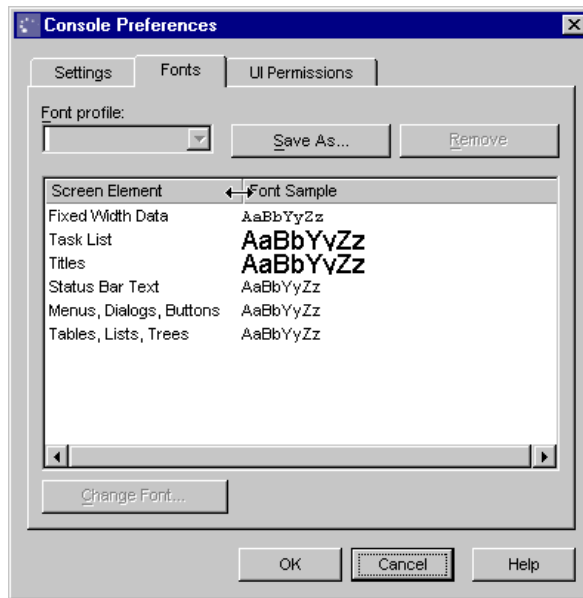 Console Preferences
Settings Fonts UI Permissions
Font profile:
Save As... Remove
Screen Element Font Sample
Fixed Width Data AaBbYyZz
Task List AaBbYyZz
Titles AaBbYyZz
Status Bar Text AaBbYyZz
Menus, Dialogs, Buttons AaBbYyZz
Tables, Lists, Trees AaBbYyZz
Change Font...
OK Cancel Help